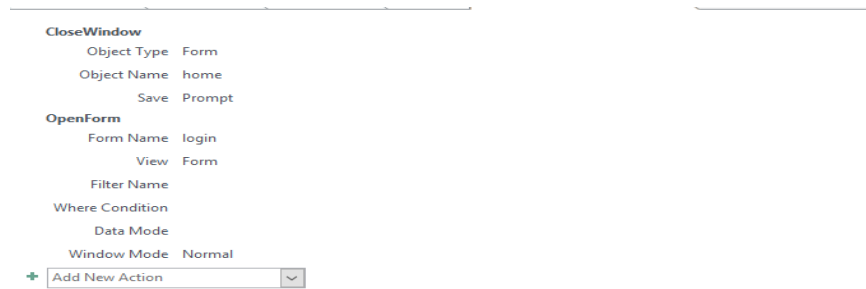 CloseWindow
Object Type Form
Object Name home
Save Prompt
OpenForm
Form Name login
View Form
Filter Name
Where Condition
Data Mode
Window Mode Normal
Add New Action